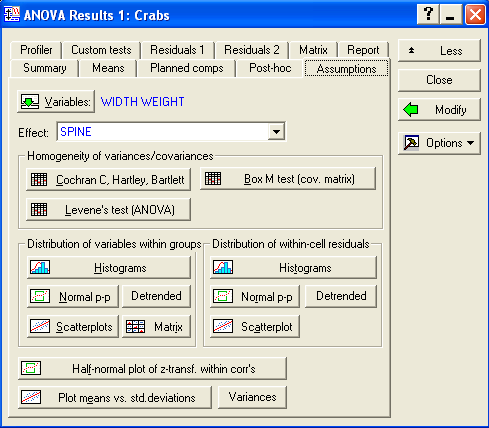 ANOVA Results 1: Crabs
Profiler Custom tests Residuals 1 Residuals 2 Matrix Report
Summary Means Planned comps Post-hoc Assumptions
Less
Close
Modify
Options
Variables: WIDTH WEIGHT
Effect: SPINE
Homogeneity of variances/covariances
Cochran C, Hartley, Bartlett Box M test (cov. matrix)
Levene's test (ANOVA)
Distribution of variables within groups Distribution of within-cell residuals
Histograms Histograms
Normal p-p Detrended Normal p-p Detrended
Scatterplots Matrix Scatterplot
Half-normal plot of z-transf. within corr's
Plot means vs. std.deviations Variances